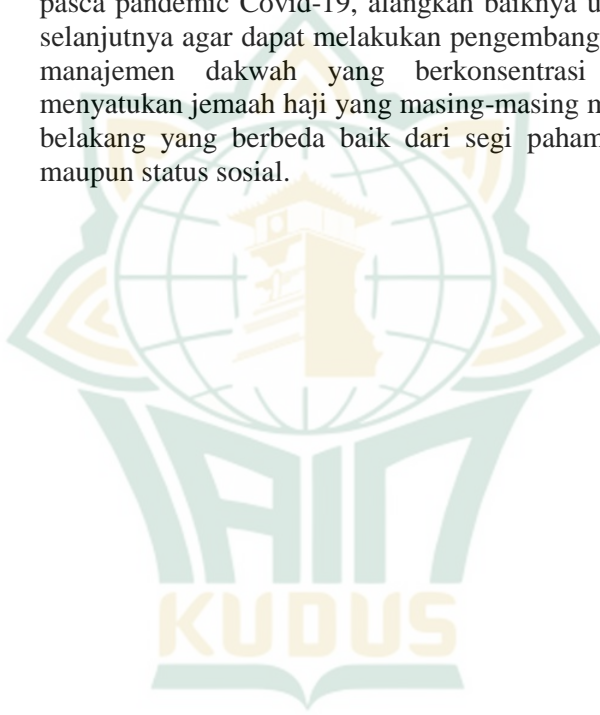 pasca pandemic Covid-19, alangkah baiknya u
selanjutnya agar dapat melakukan pengembang
manajemen dakwah yang berkonsentrasi
menyatukan jemaah haji yang masing-masing m
belakang yang berbeda baik dari segi paham
maupun status sosial.
IAIN
KUDUS